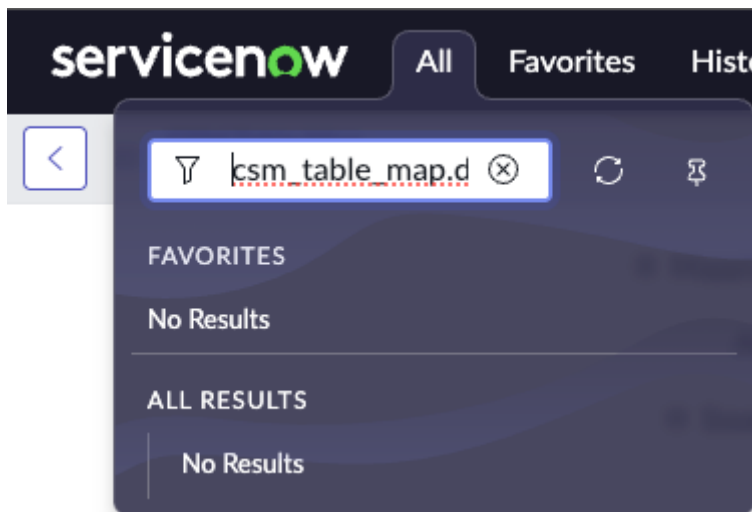 servicenow All Favorites
csm_table_map.d
FAVORITES
No Results
ALL RESULTS
No Results